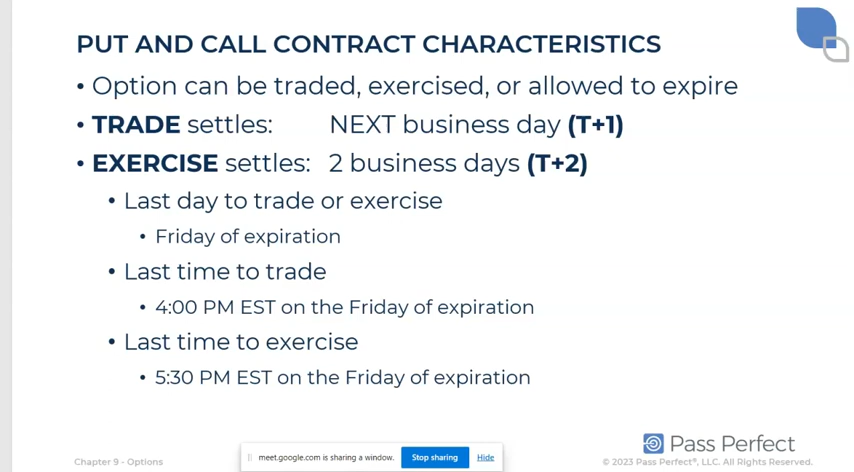 PUT AND CALL CONTRACT CHARACTERISTICS
• Option can be traded, exercised, or allowed to expire
• TRADE settles: NEXT business day (T+1)
• EXERCISE settles: 2 business days (T+2)
• Last day to trade or exercise
• Friday of expiration
• Last time to trade
• 4:00 PM EST on the Friday of expiration
• Last time to exercise
• 5:30 PM EST on the Friday of expiration
Pass Perfect
Chapter 9 - Options
meet.google.com is sharing a window. Stop sharing Hide
© 2023 Pass Perfect®, LLC. All Rights Reserved.